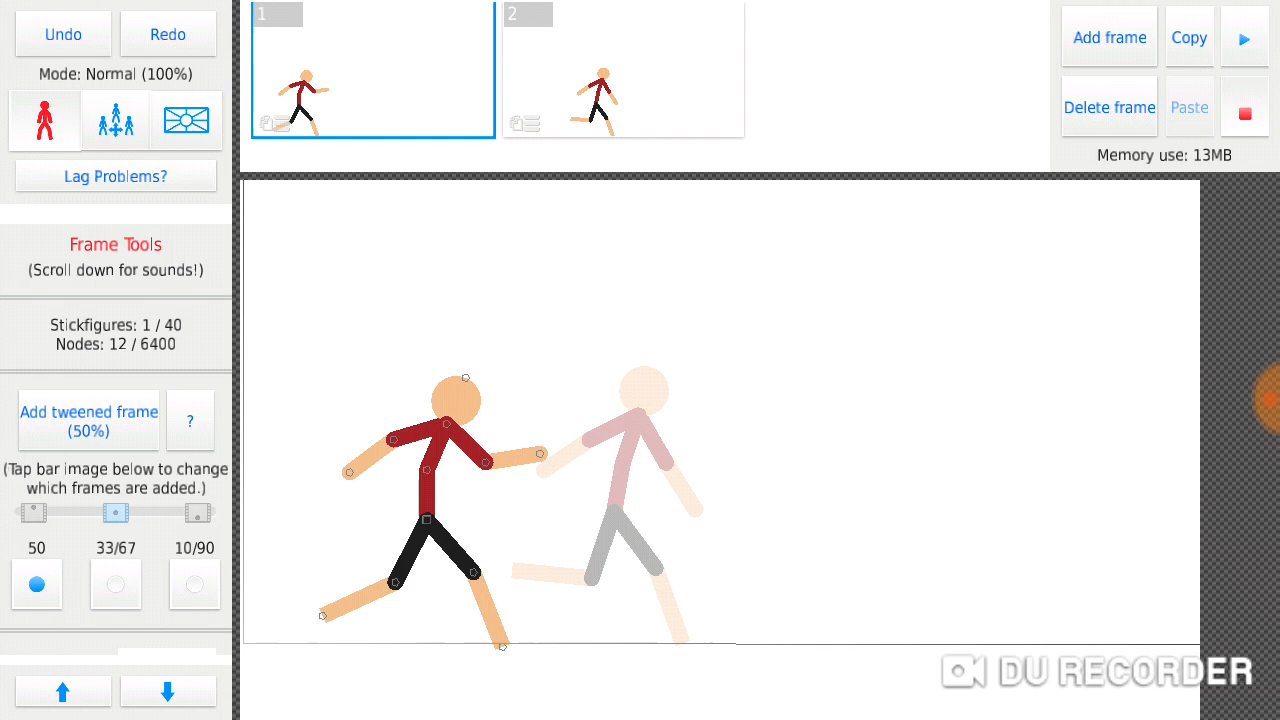 Undo
Redo
Mode: Normal (100%)
Lag Problems?
Frame Tools
(Scroll down for sounds!)
Stickfigures: 1 / 40
Nodes: 12 / 6400
Add tweened frame
(50%)
?
(Tap bar image below to change
which frames are added.)
50
33/67
10/90
1
2
Add frame
Copy
Delete frame
Paste
Memory use: 13MB
DU RECORDER